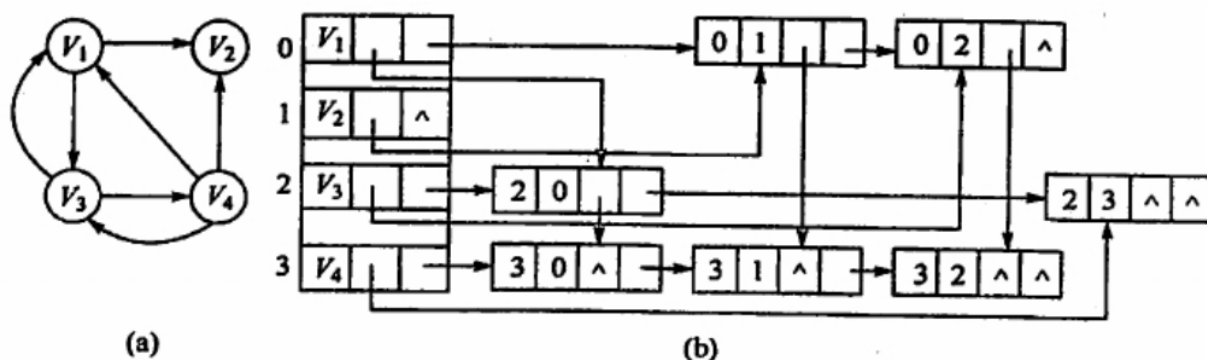 V₁ V₂
V₃ V₄
(a)
0 V₁ 0 1 0 2 ^
1 V₂ ^
2 V₃ 2 0 2 3 ^ ^
3 V₄ 3 0 ^ 3 1 ^ 3 2 ^ ^
(b)